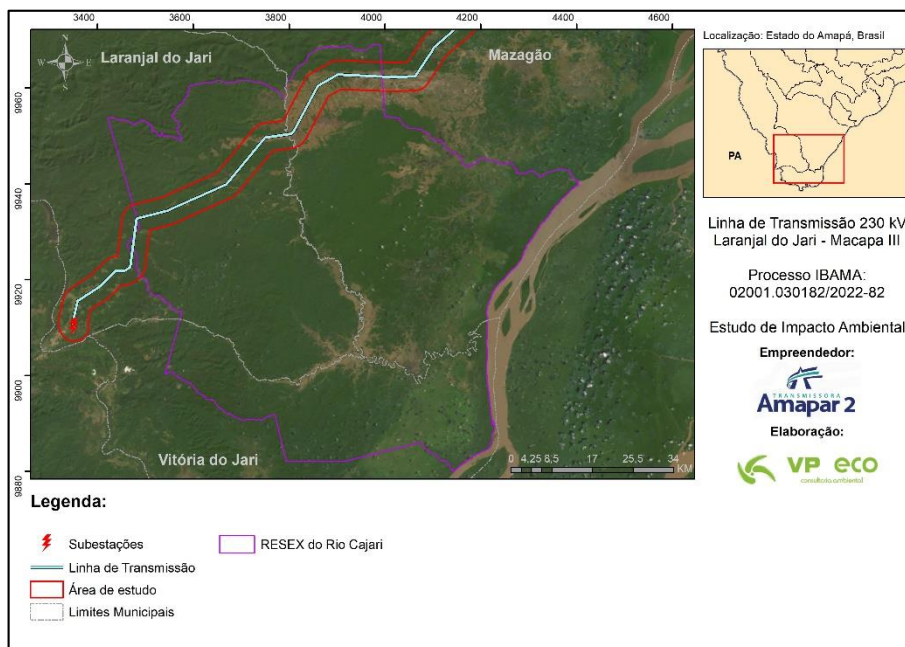 3400 3600 3800 4000 4200 4400 4600
9960
9940
9920
9900
9880
N
W E
S
Laranjal do Jari
Mazagão
Vitória do Jari
0 4.25 8.5 17 25.5 34
KM
Localização: Estado do Amapá, Brasil
PA
Linha de Transmissão 230 kV
Laranjal do Jari - Macapa III
Processo IBAMA:
02001.030182/2022-82
Estudo de Impacto Ambiental
Empreendedor:
TRANSMISSORA
Amapar 2
Elaboração:
VP eco
consultoria ambiental
Legenda:
Subestações
RESEX do Rio Cajari
Linha de Transmissão
Área de estudo
Limites Municipais